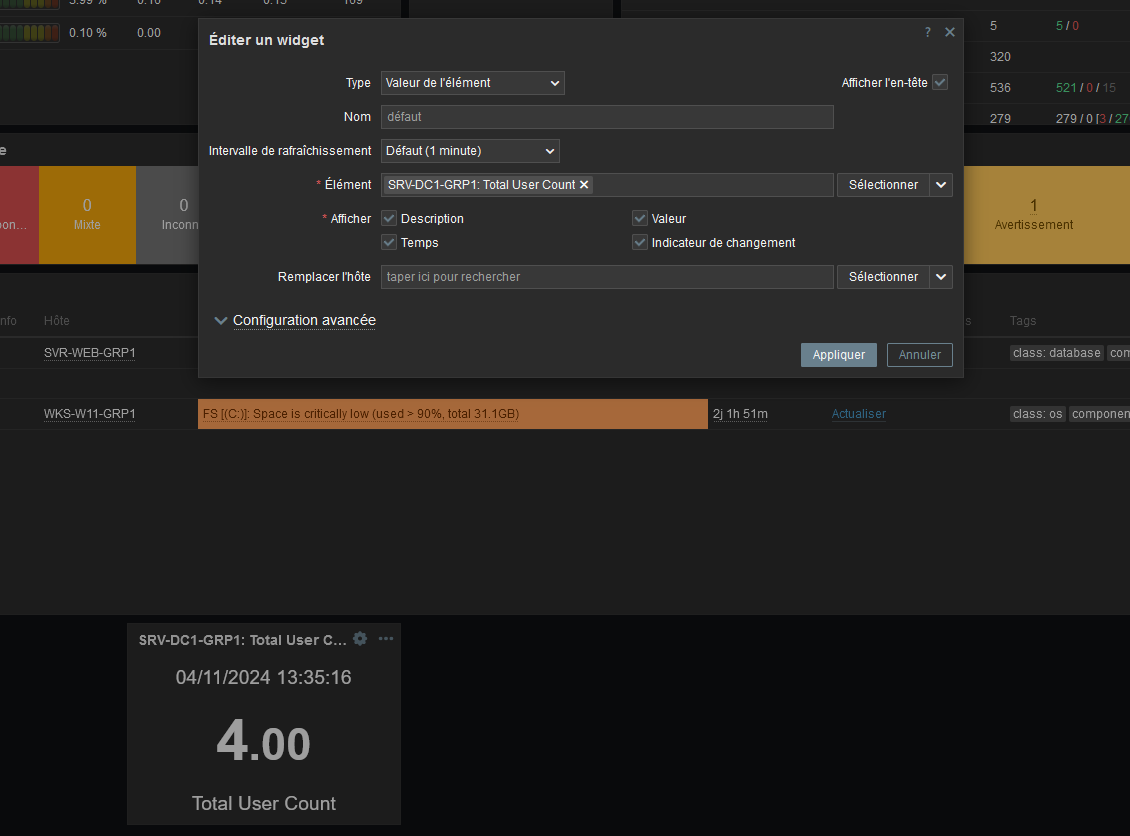 5.99 % 0.16 0.14 0.15 109
0.10 % 0.00
5 5 / 0
320
536 521 / 0 / 15
279 279 / 0 [3 / 27
Éditer un widget ?
Type Valeur de l'élément Afficher l'en-tête
Nom défaut
Intervalle de rafraîchissement Défaut (1 minute)
* Élément SRV-DC1-GRP1: Total User Count Sélectionner
* Afficher Description Valeur
Temps Indicateur de changement
Remplacer l'hôte taper ici pour rechercher Sélectionner
Configuration avancée
Appliquer Annuler
e
pon...
0
Mixte
0
Inconn
1
Avertissement
nfo Hôte s Tags
SVR-WEB-GRP1 class: database com
WKS-W11-GRP1 FS [(C:)]: Space is critically low (used > 90%, total 31.1GB) 2j 1h 51m Actualiser class: os componen
SRV-DC1-GRP1: Total User C...
04/11/2024 13:35:16
4.00
Total User Count